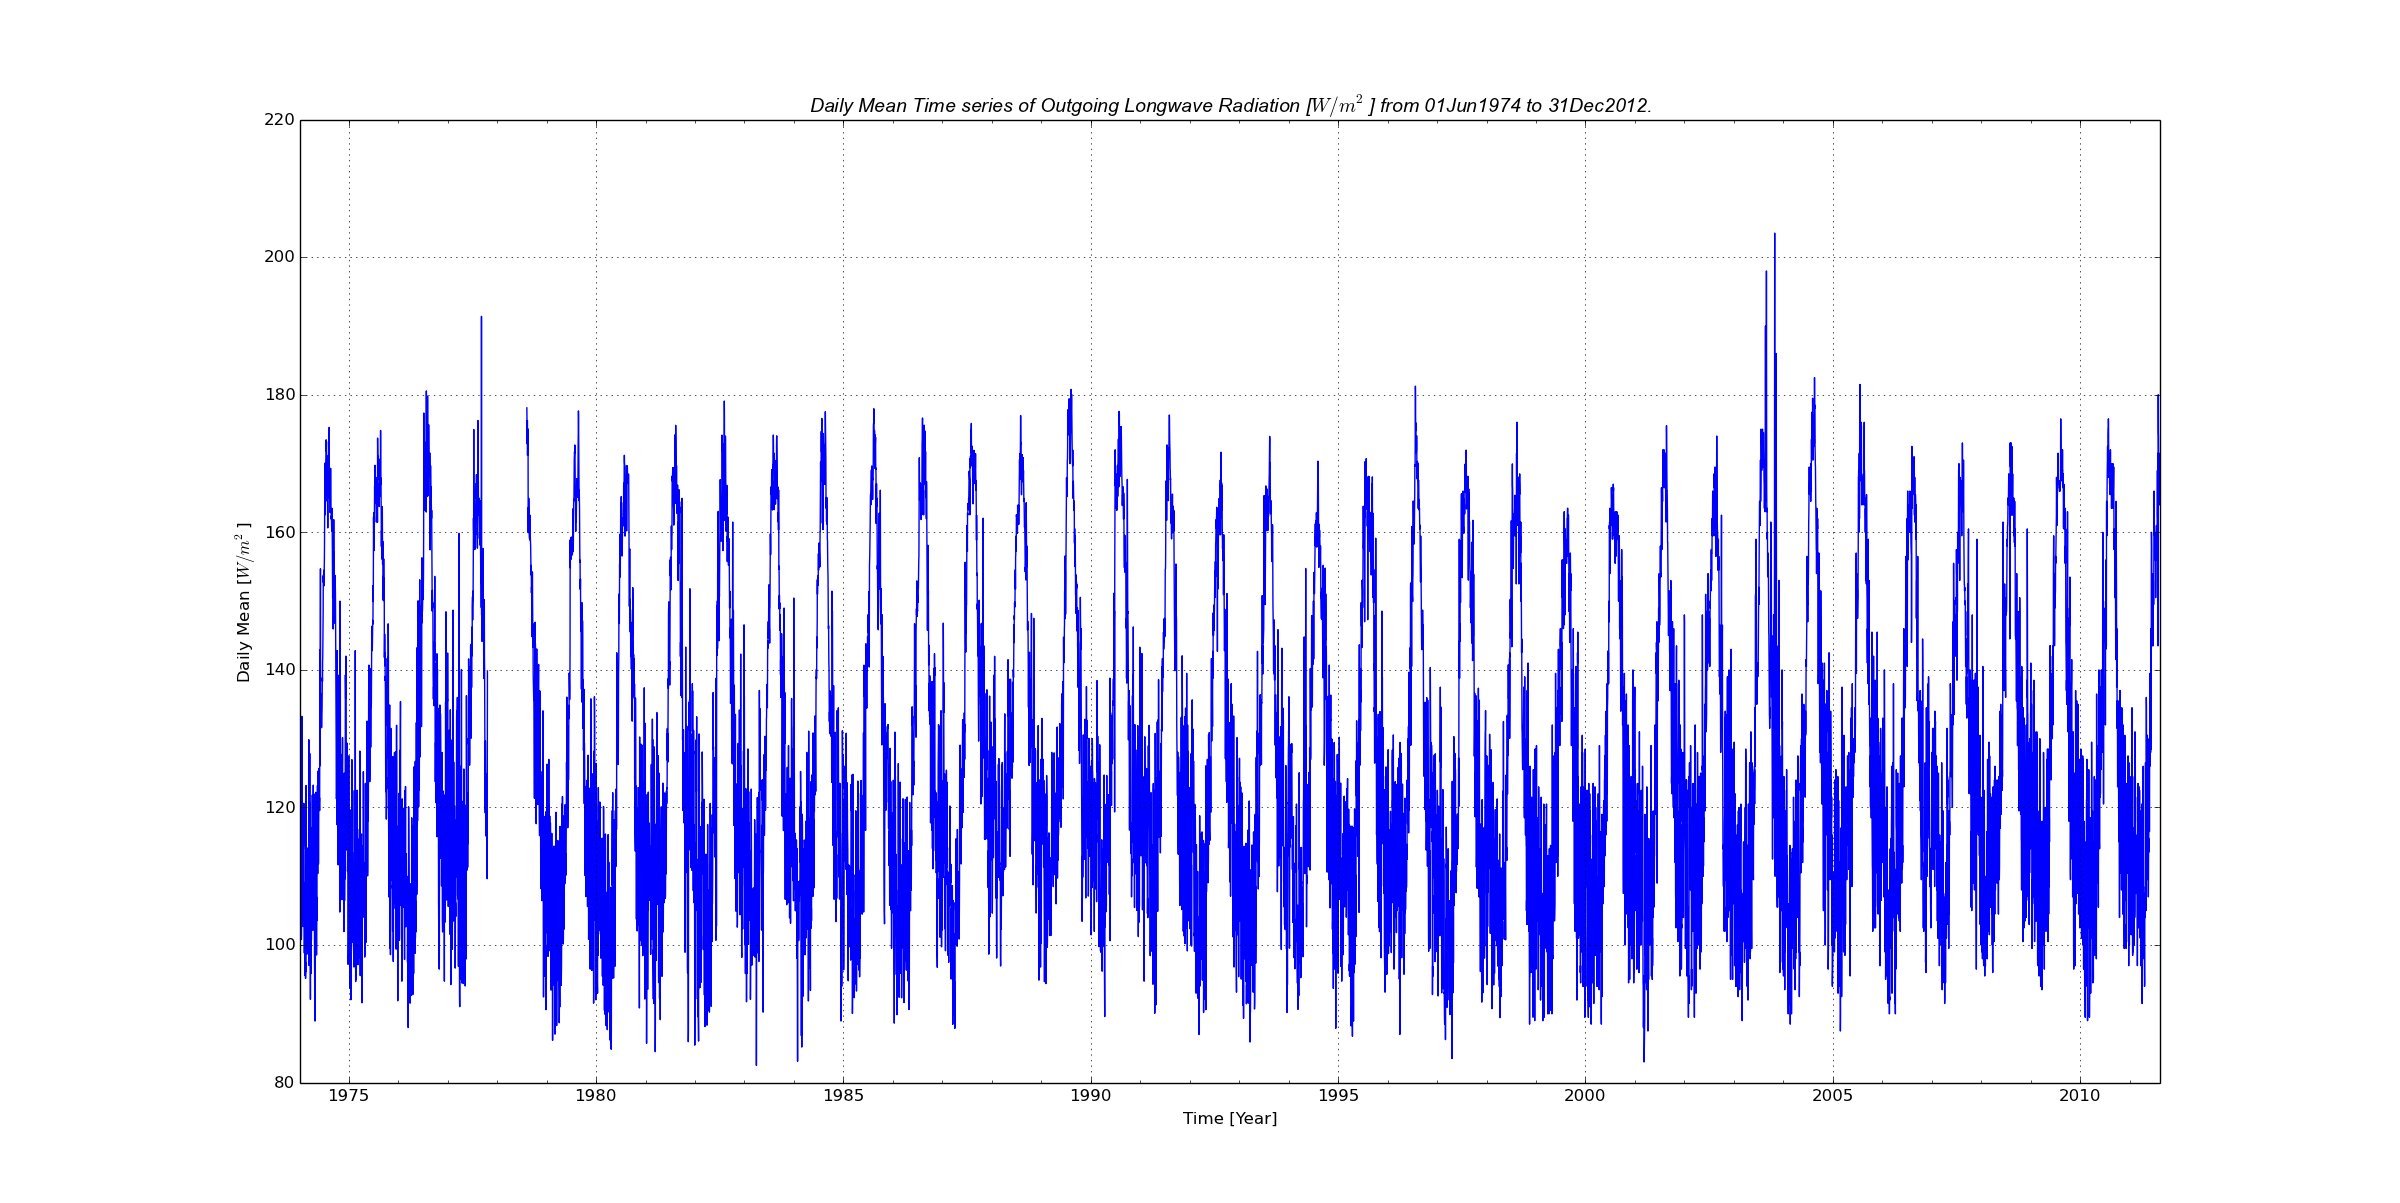 Daily Mean Time series of Outgoing Longwave Radiation [W/m² ] from 01Jun1974 to 31Dec2012.
220
200
180
160
140
120
100
80
Daily Mean [W/m² ]
1975 1980 1985 1990 1995 2000 2005 2010
Time [Year]